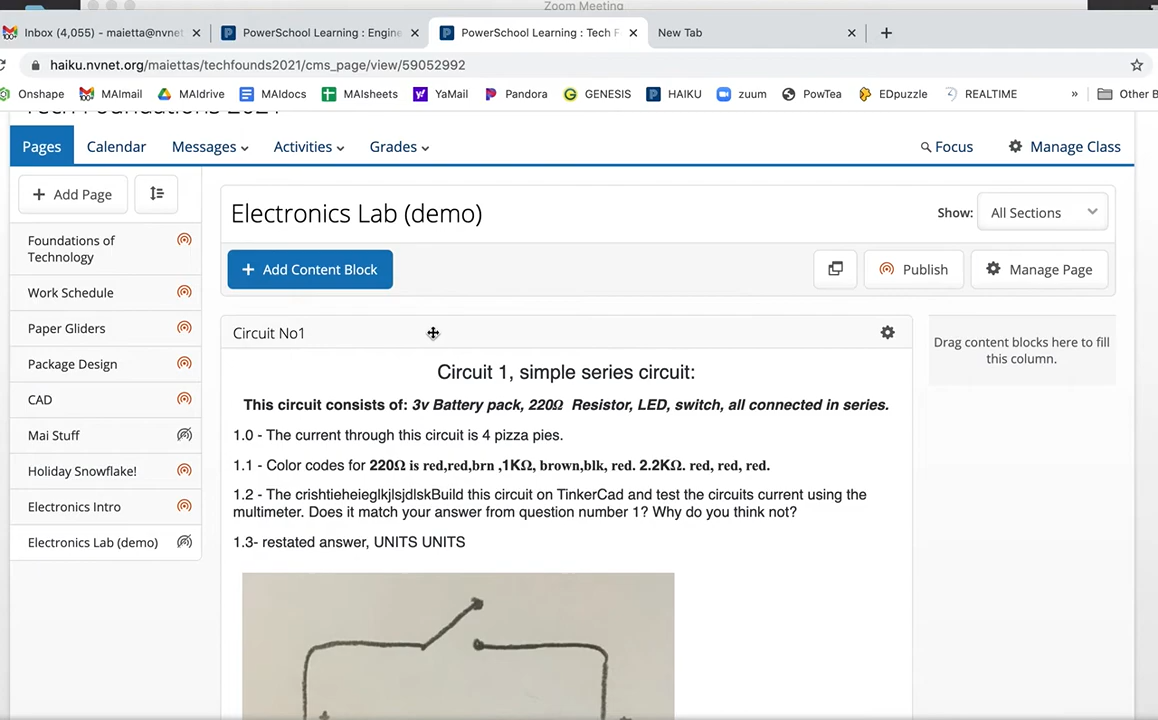 Zoom Meeting
Inbox (4,055) - maietta@nvnet
PowerSchool Learning : Engine
PowerSchool Learning : Tech F
New Tab
haiku.nvnet.org/maiettas/techfounds2021/cms_page/view/59052992
Onshape MAImail MAIdrive MAIdocs MAIsheets YaMail Pandora GENESIS HAIKU zuum PowTea EDpuzzle REALTIME » Other B
Tech Foundations 2021
Pages Calendar Messages Activities Grades Focus Manage Class
Add Page
Foundations of
Technology
Work Schedule
Paper Gliders
Package Design
CAD
Mai Stuff
Holiday Snowflake!
Electronics Intro
Electronics Lab (demo)
Electronics Lab (demo)
Show: All Sections
+ Add Content Block
Publish
Manage Page
Circuit No1
Drag content blocks here to fill
this column.
Circuit 1, simple series circuit:
This circuit consists of: 3v Battery pack, 220Ω Resistor, LED, switch, all connected in series.
1.0 - The current through this circuit is 4 pizza pies.
1.1 - Color codes for 220Ω is red,red,brn ,1KΩ, brown,blk, red. 2.2KΩ. red, red, red.
1.2 - The crishtieheieglkjlsjdlskBuild this circuit on TinkerCad and test the circuits current using the
multimeter. Does it match your answer from question number 1? Why do you think not?
1.3- restated answer, UNITS UNITS